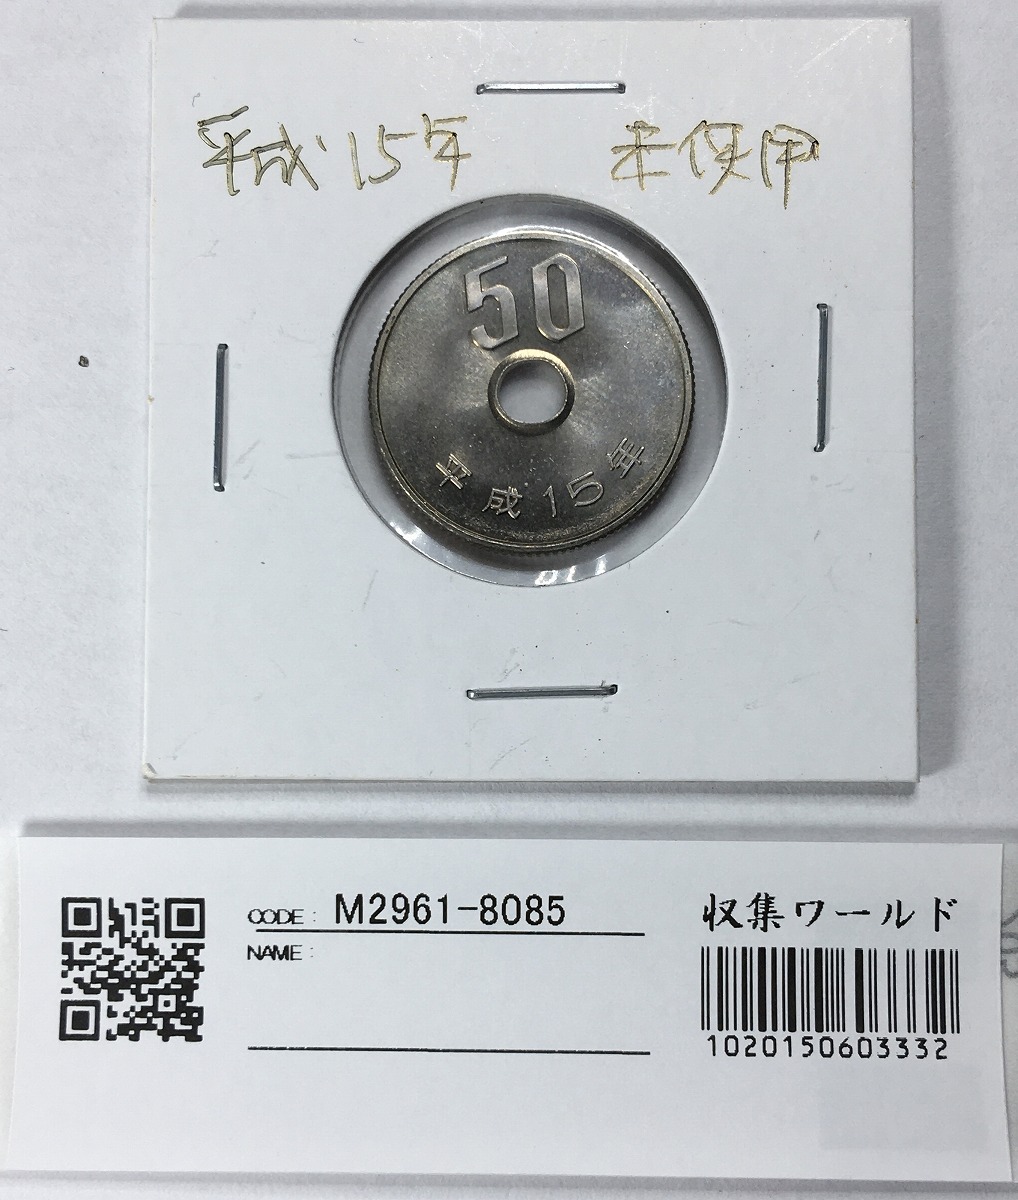 平成15年 未使用
50
平成15年
CODE: M2961-8085
NAME:
収集ワールド
1020150603332